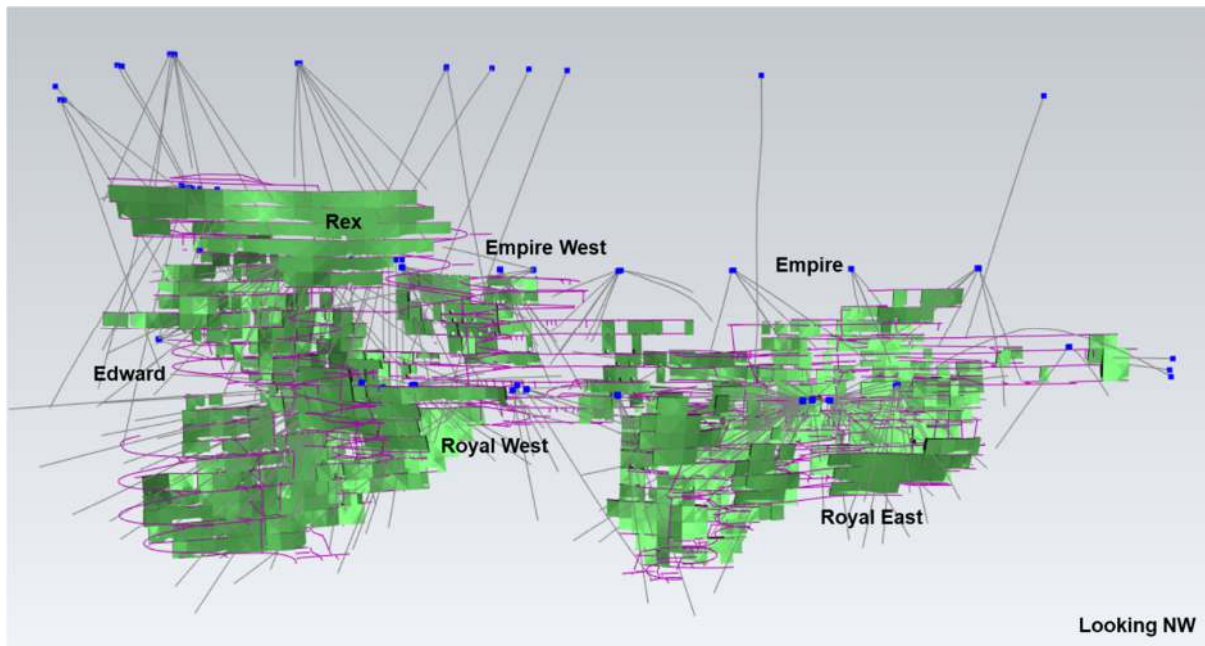 Rex
Empire West
Empire
Edward
Royal West
Royal East
Looking NW